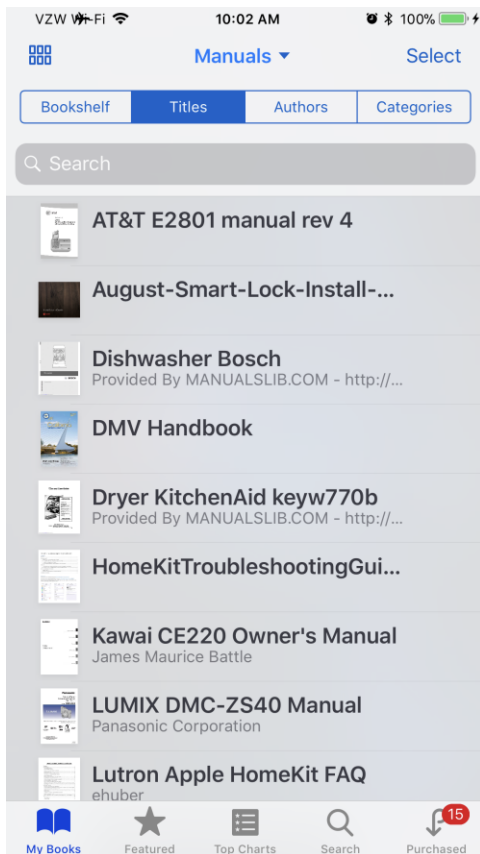 VZW Wi-Fi 10:02 AM 100%
Manuals Select
Bookshelf Titles Authors Categories
Search
AT&T E2801 manual rev 4
August-Smart-Lock-Install-...
Dishwasher Bosch
Provided By MANUALSLIB.COM - http://...
DMV Handbook
Dryer KitchenAid keyw770b
Provided By MANUALSLIB.COM - http://...
HomeKitTroubleshootingGui...
Kawai CE220 Owner's Manual
James Maurice Battle
LUMIX DMC-ZS40 Manual
Panasonic Corporation
Lutron Apple HomeKit FAQ
ehuber
15
My Books Featured Top Charts Search Purchased